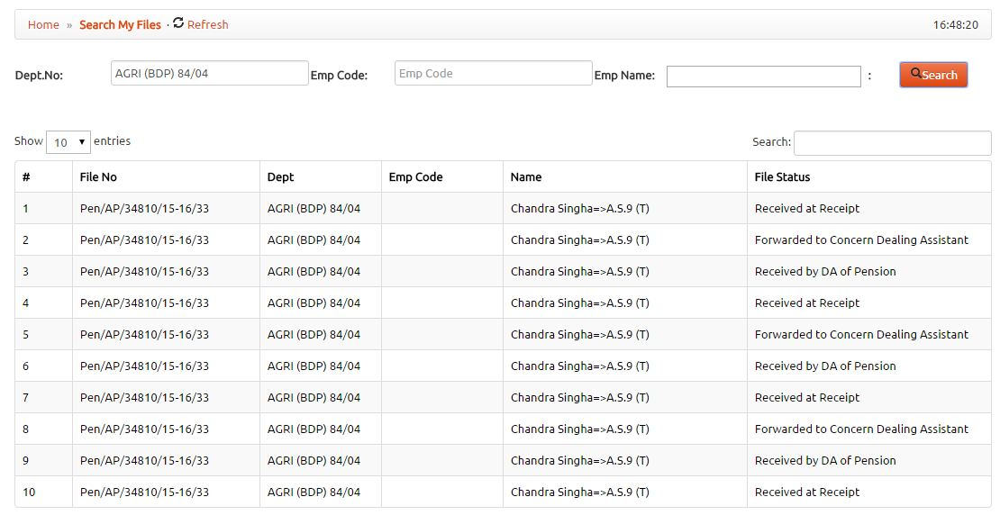 Home » Search My Files · Refresh 16:48:20
Dept.No: AGRI (BDP) 84/04 Emp Code: Emp Code Emp Name: : Search
Show 10 entries Search:
# File No Dept Emp Code Name File Status
1 Pen/AP/34810/15-16/33 AGRI (BDP) 84/04 Chandra Singha=>A.S.9 (T) Received at Receipt
2 Pen/AP/34810/15-16/33 AGRI (BDP) 84/04 Chandra Singha=>A.S.9 (T) Forwarded to Concern Dealing Assistant
3 Pen/AP/34810/15-16/33 AGRI (BDP) 84/04 Chandra Singha=>A.S.9 (T) Received by DA of Pension
4 Pen/AP/34810/15-16/33 AGRI (BDP) 84/04 Chandra Singha=>A.S.9 (T) Received at Receipt
5 Pen/AP/34810/15-16/33 AGRI (BDP) 84/04 Chandra Singha=>A.S.9 (T) Forwarded to Concern Dealing Assistant
6 Pen/AP/34810/15-16/33 AGRI (BDP) 84/04 Chandra Singha=>A.S.9 (T) Received by DA of Pension
7 Pen/AP/34810/15-16/33 AGRI (BDP) 84/04 Chandra Singha=>A.S.9 (T) Received at Receipt
8 Pen/AP/34810/15-16/33 AGRI (BDP) 84/04 Chandra Singha=>A.S.9 (T) Forwarded to Concern Dealing Assistant
9 Pen/AP/34810/15-16/33 AGRI (BDP) 84/04 Chandra Singha=>A.S.9 (T) Received by DA of Pension
10 Pen/AP/34810/15-16/33 AGRI (BDP) 84/04 Chandra Singha=>A.S.9 (T) Received at Receipt